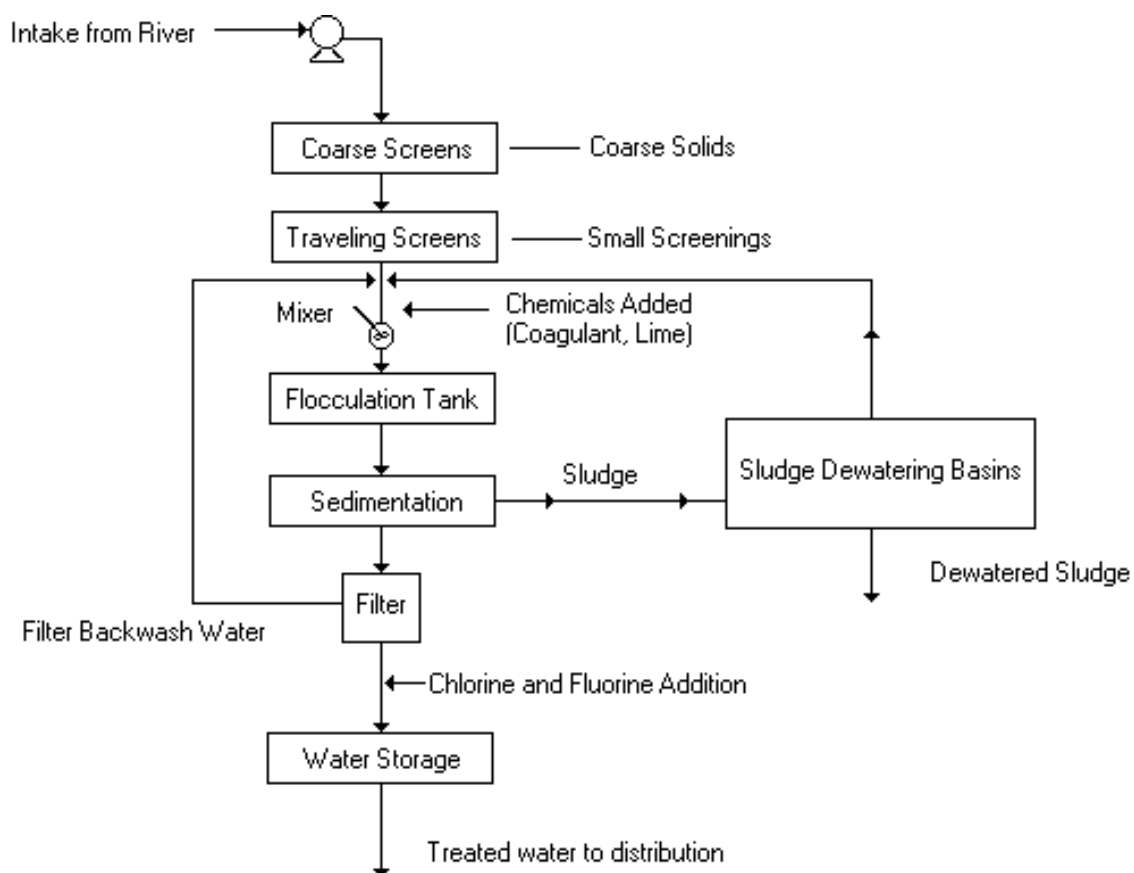 Intake from River
Coarse Screens
Coarse Solids
Traveling Screens
Small Screenings
Mixer
Chemicals Added
(Coagulant, Lime)
Flocculation Tank
Sludge
Sludge Dewatering Basins
Sedimentation
Dewatered Sludge
Filter
Filter Backwash Water
Chlorine and Fluorine Addition
Water Storage
Treated water to distribution